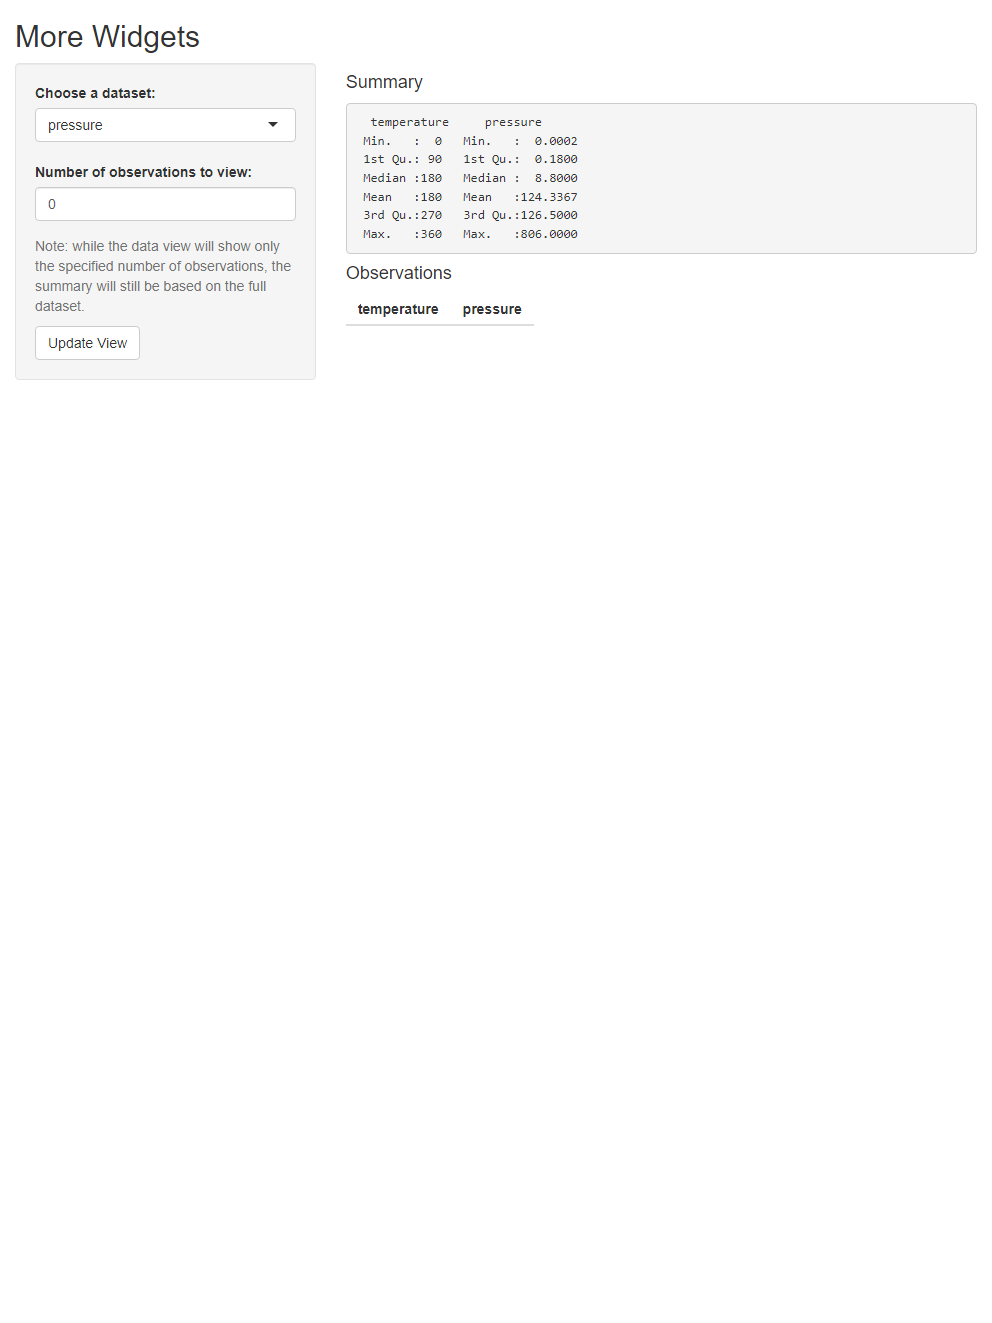 More Widgets
Choose a dataset:
pressure
Number of observations to view:
0
Note: while the data view will show only
the specified number of observations, the
summary will still be based on the full
dataset.
Update View
Summary
  temperature     pressure
 Min.   :  0   Min.   :  0.0002
 1st Qu.: 90   1st Qu.:  0.1800
 Median :180   Median :  8.8000
 Mean   :180   Mean   :124.3367
 3rd Qu.:270   3rd Qu.:126.5000
 Max.   :360   Max.   :806.0000
Observations
temperature pressure